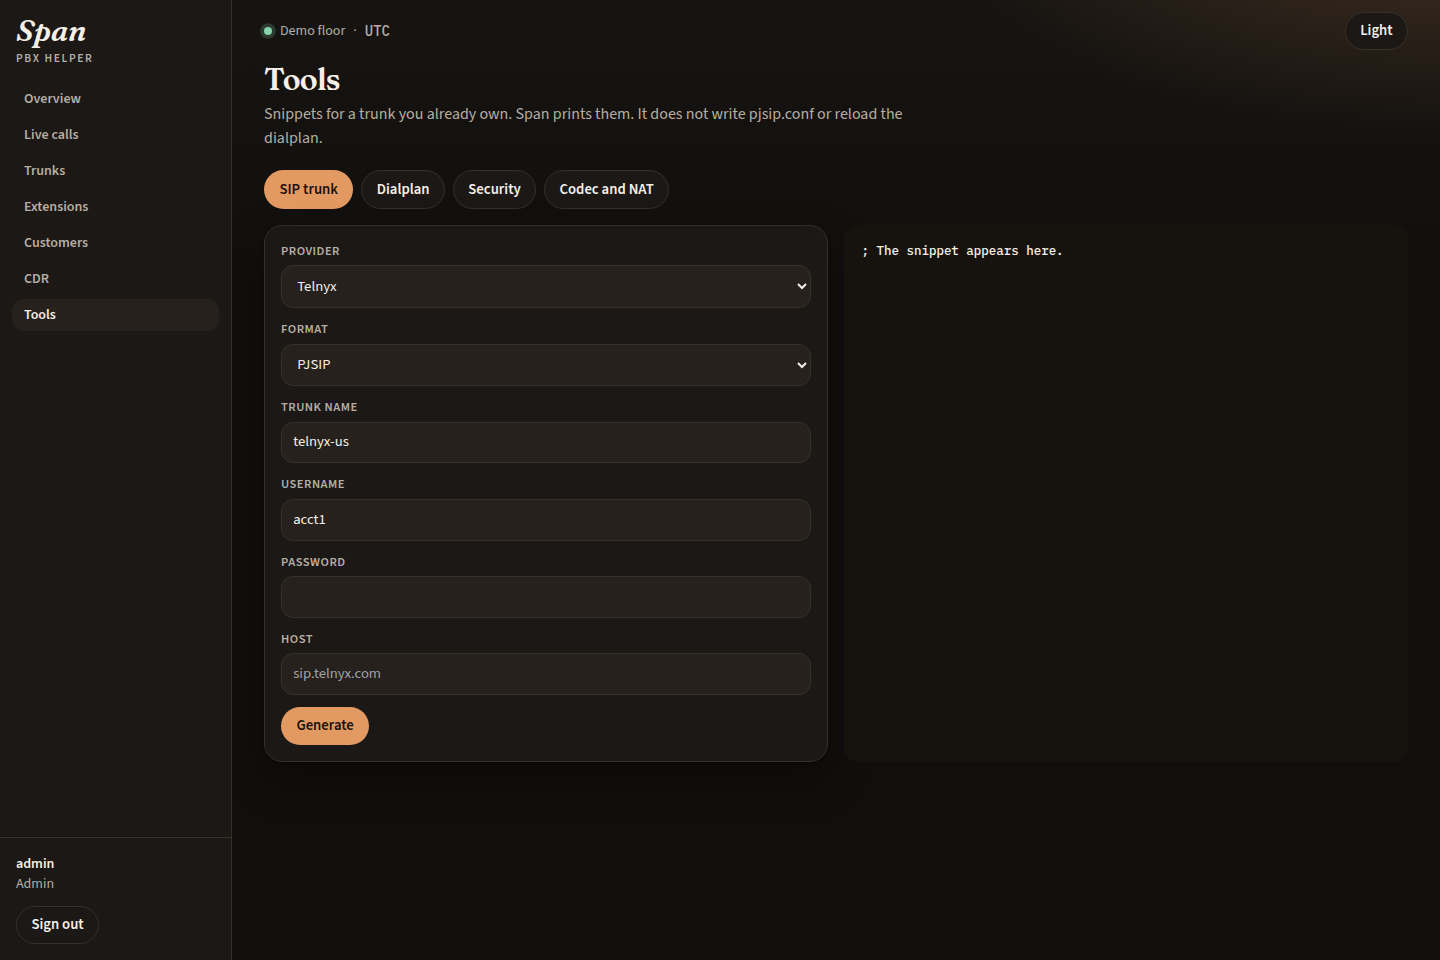 Span
PBX HELPER
Overview
Live calls
Trunks
Extensions
Customers
CDR
Tools
admin
Admin
Sign out
Demo floor · UTC
Light
Tools
Snippets for a trunk you already own. Span prints them. It does not write pjsip.conf or reload the
dialplan.
SIP trunk
Dialplan
Security
Codec and NAT
PROVIDER
Telnyx
FORMAT
PJSIP
TRUNK NAME
telnyx-us
USERNAME
acct1
PASSWORD
HOST
sip.telnyx.com
Generate
; The snippet appears here.